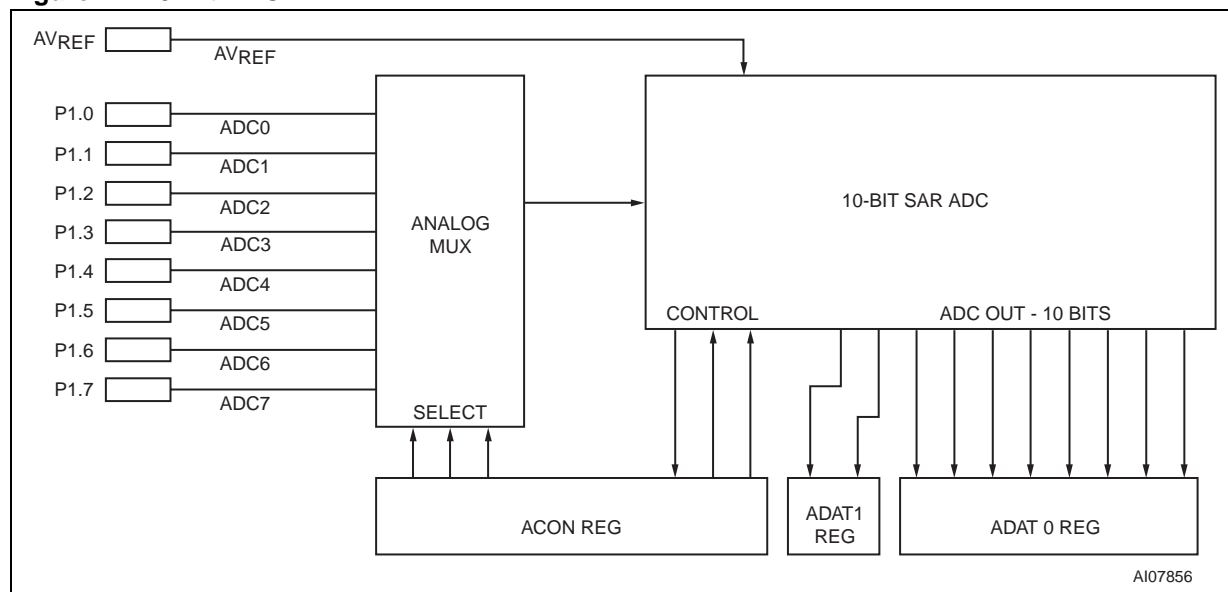 AVREF
AVREF
P1.0
ADC0
P1.1
ADC1
P1.2
ADC2
P1.3
ADC3
P1.4
ADC4
P1.5
ADC5
P1.6
ADC6
P1.7
ADC7
ANALOG
MUX
SELECT
10-BIT SAR ADC
CONTROL
ADC OUT - 10 BITS
ACON REG
ADAT1
REG
ADAT 0 REG
AI07856